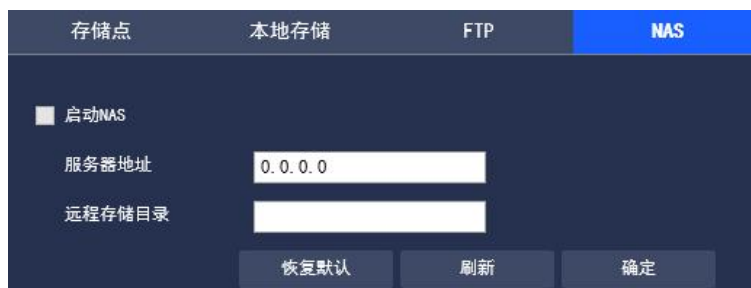 存储点 本地存储 FTP NAS
启动NAS
服务器地址 0.0.0.0
远程存储目录
恢复默认 刷新 确定